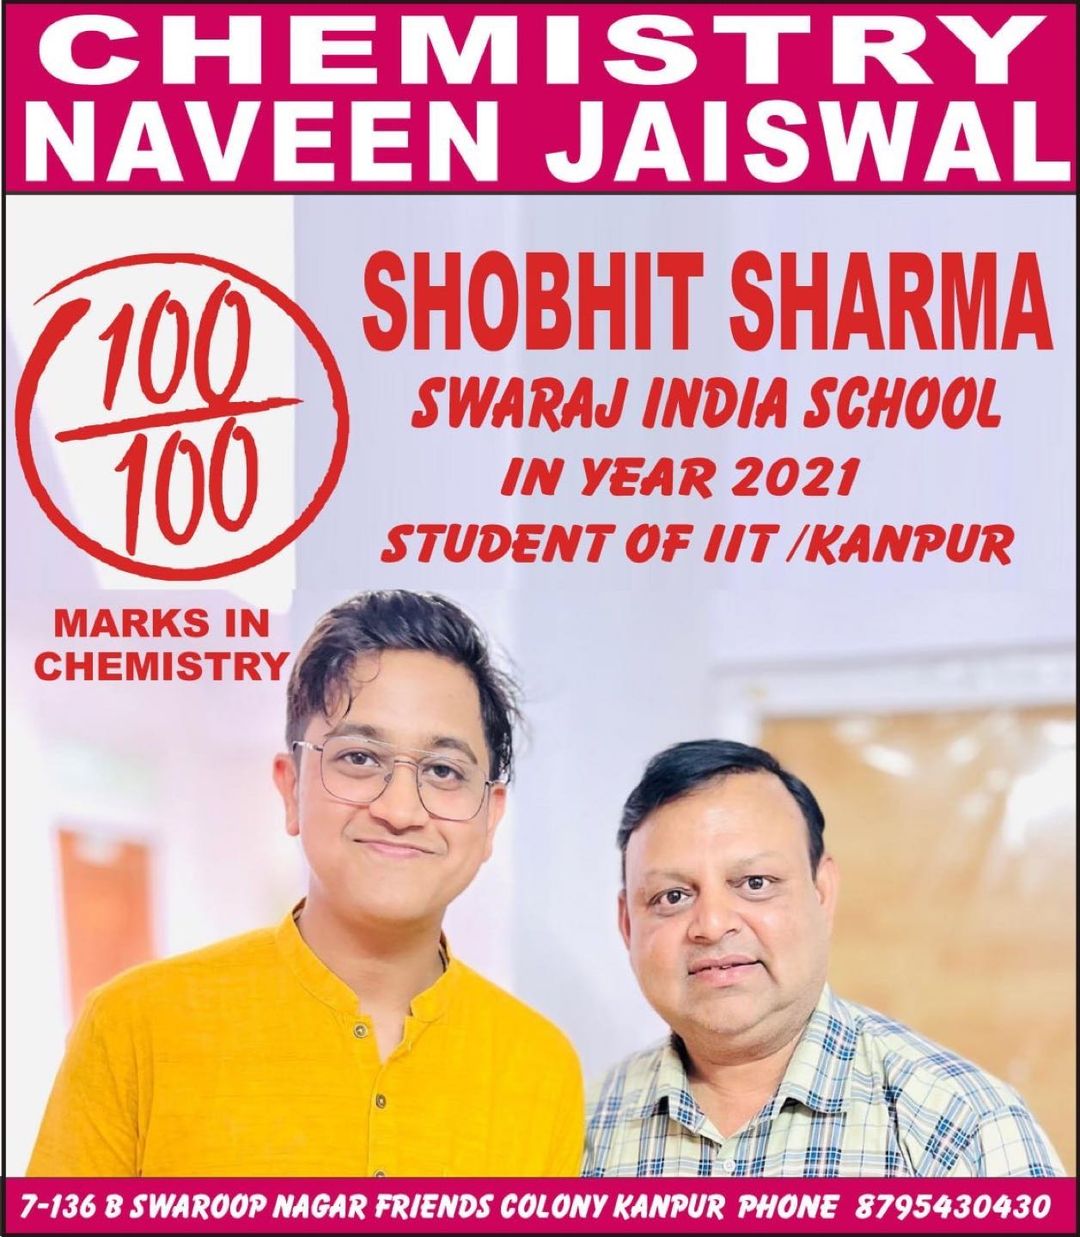 CHEMISTRY
NAVEEN JAISWAL
100
100
MARKS IN
CHEMISTRY
SHOBHIT SHARMA
SWARAJ INDIA SCHOOL
IN YEAR 2021
STUDENT OF IIT /KANPUR
7-136 B SWAROOP NAGAR FRIENDS COLONY KANPUR PHONE 8795430430